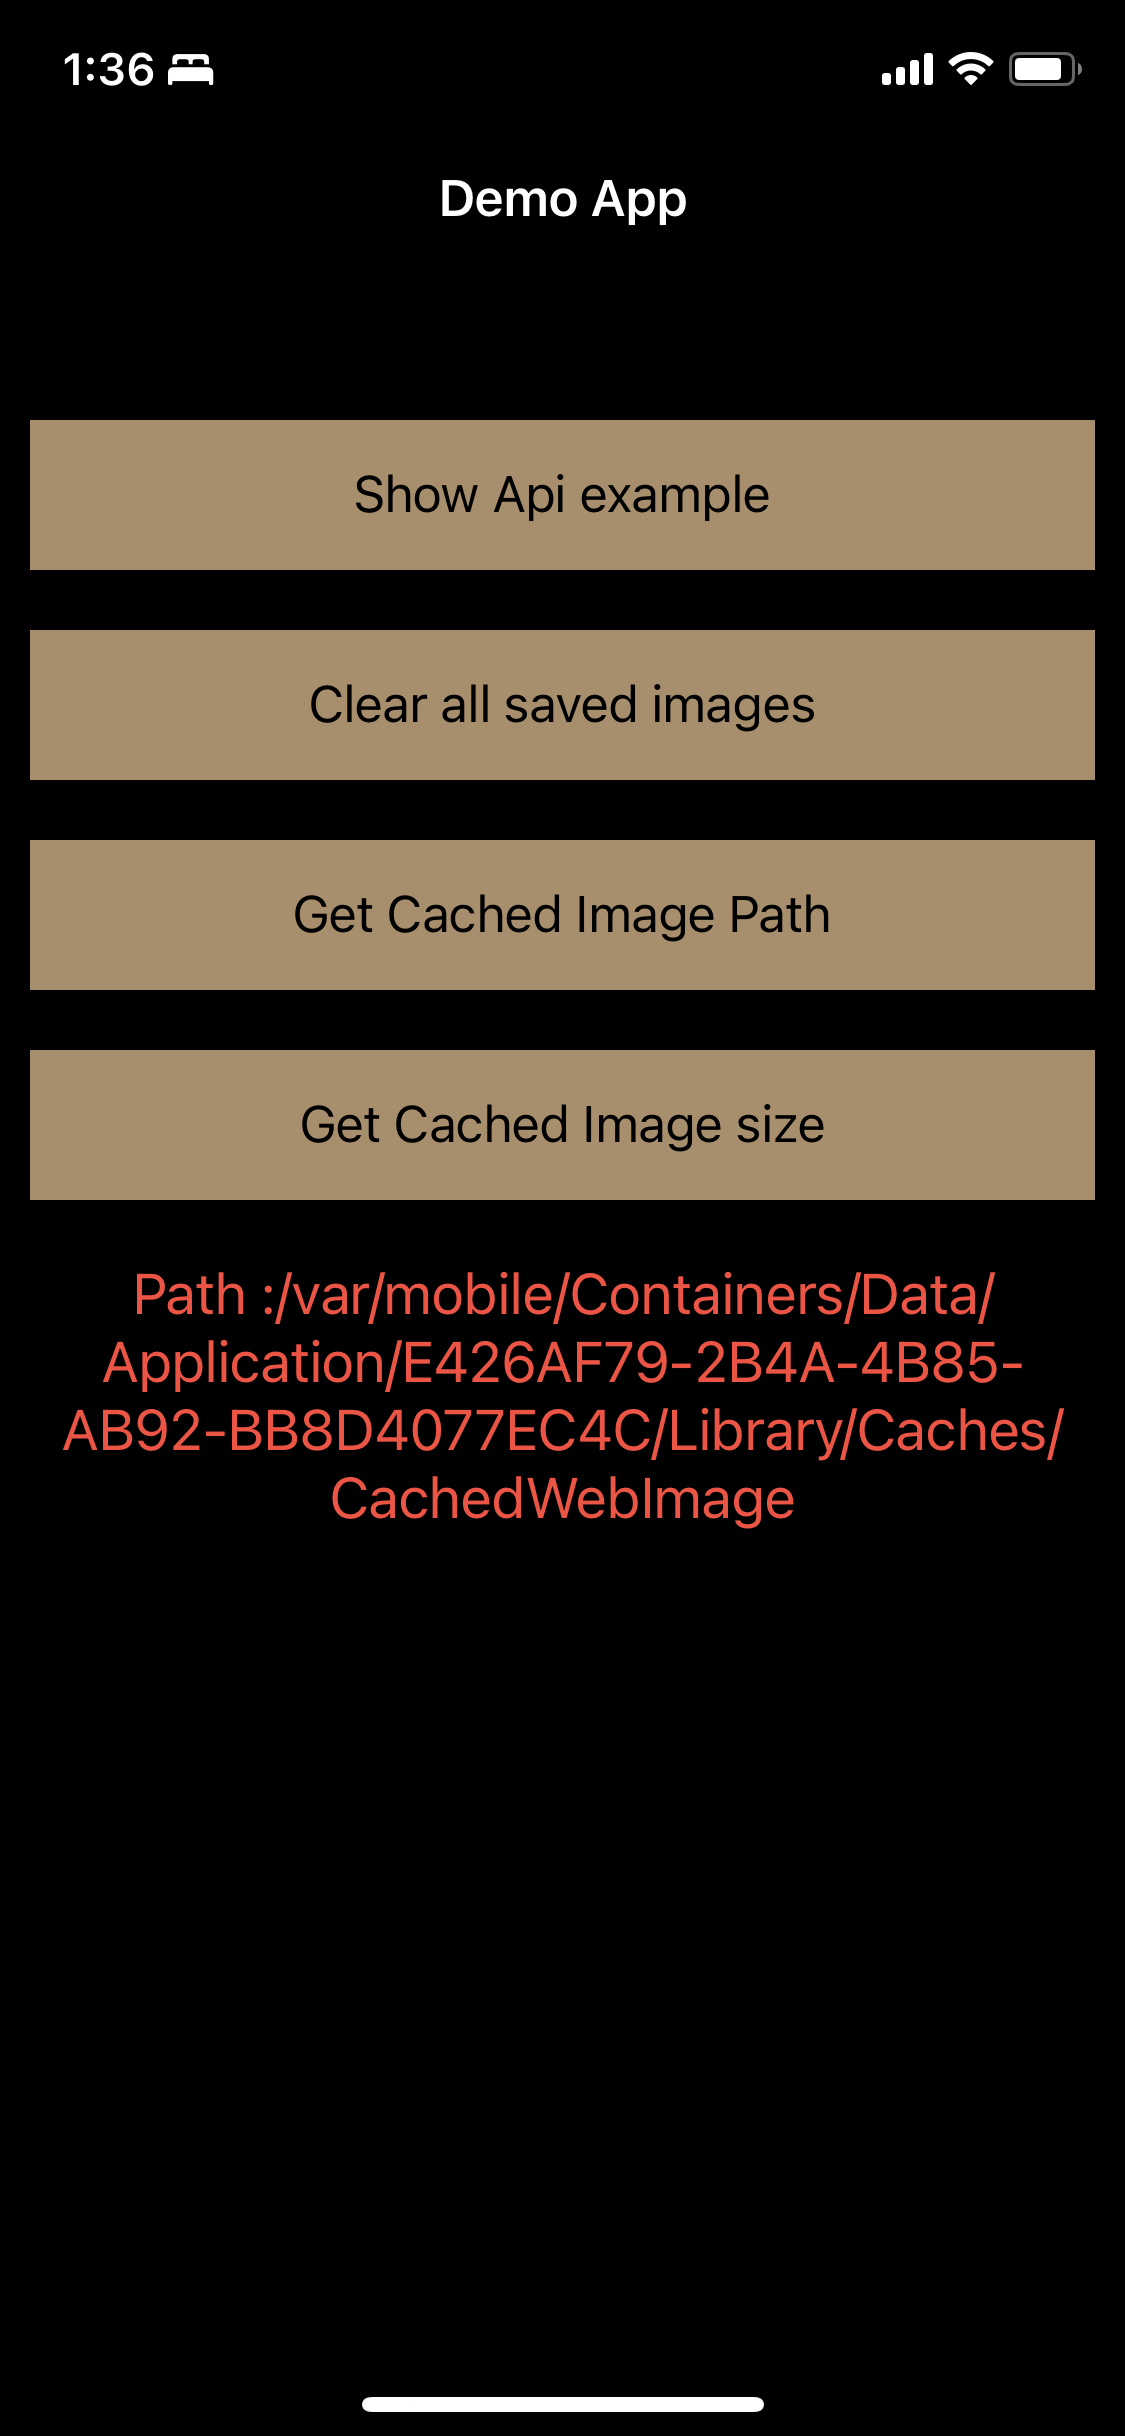 1:36
Demo App
Show Api example
Clear all saved images
Get Cached Image Path
Get Cached Image size
Path :/var/mobile/Containers/Data/
Application/E426AF79-2B4A-4B85-
AB92-BB8D4077EC4C/Library/Caches/
CachedWebImage